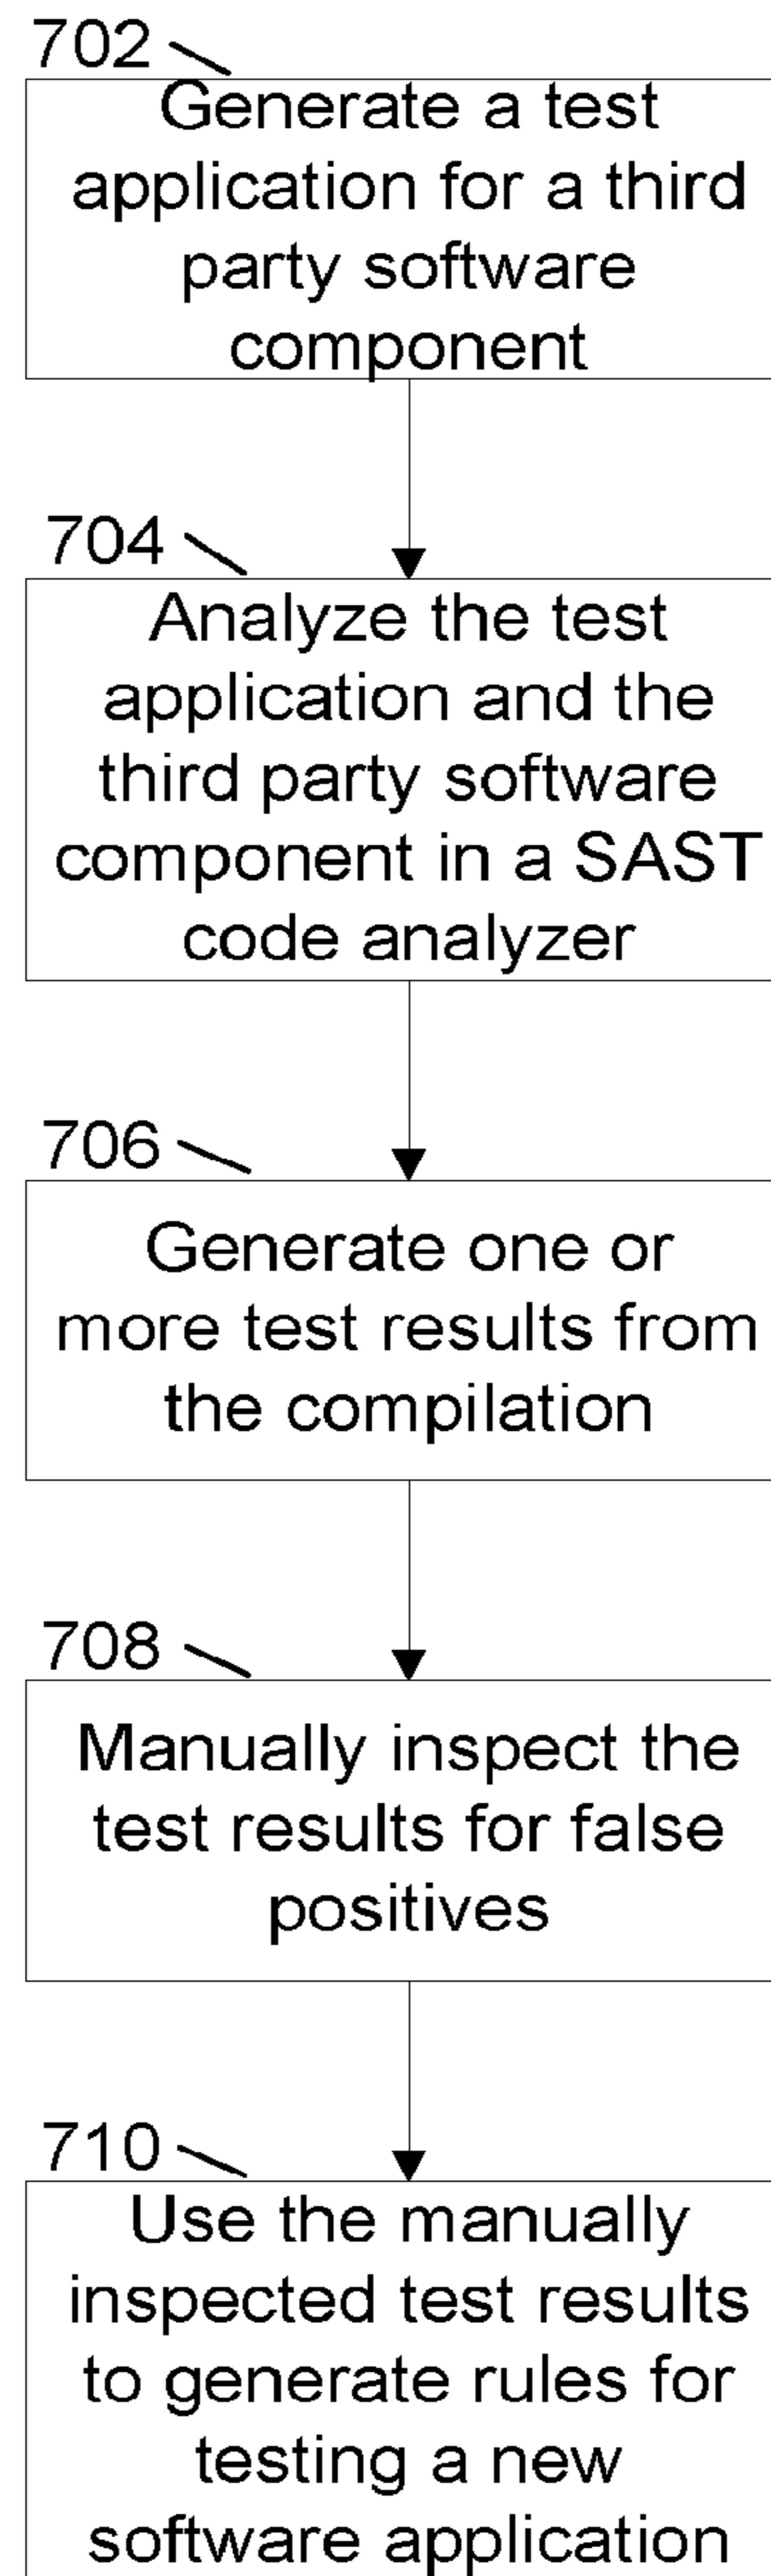 702
Generate a test
application for a third
party software
component
704
Analyze the test
application and the
third party software
component in a SAST
code analyzer
706
Generate one or
more test results from
the compilation
708
Manually inspect the
test results for false
positives
710
Use the manually
inspected test results
to generate rules for
testing a new
software application